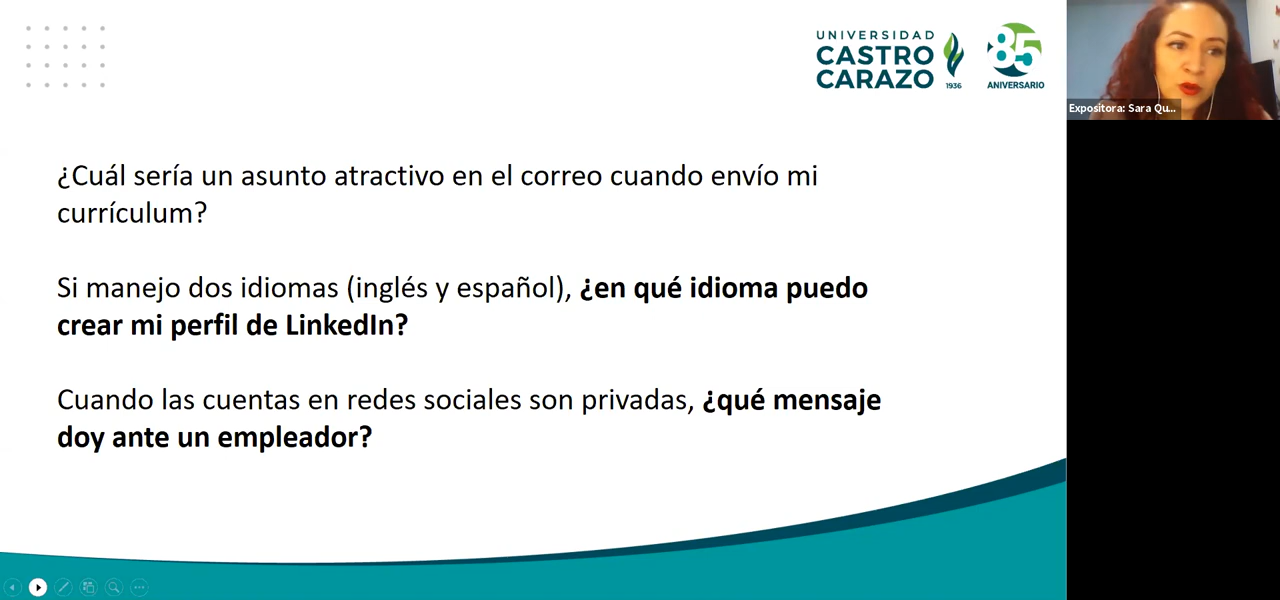 UNIVERSIDAD
CASTRO
CARAZO
1936
85
ANIVERSARIO
Expositora: Sara Qu...
¿Cuál sería un asunto atractivo en el correo cuando envío mi
currículum?
Si manejo dos idiomas (inglés y español), ¿en qué idioma puedo
crear mi perfil de LinkedIn?
Cuando las cuentas en redes sociales son privadas, ¿qué mensaje
doy ante un empleador?